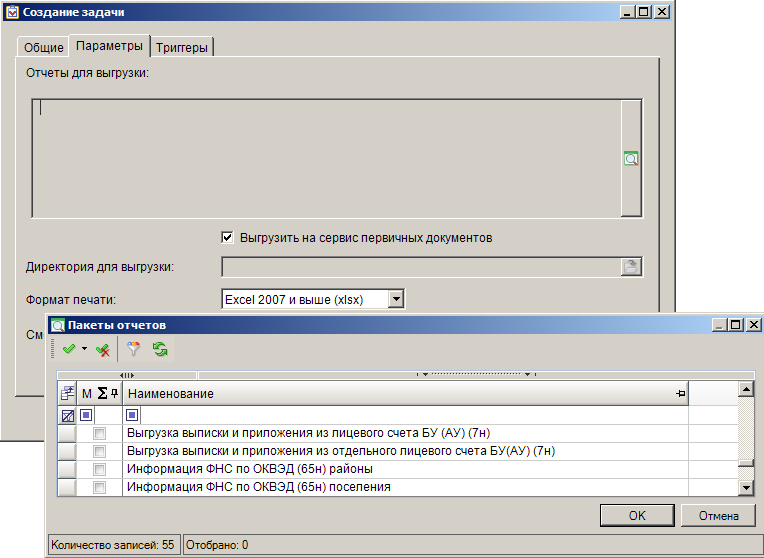 Создание задачи
Общие Параметры Триггеры
Отчеты для выгрузки:
Выгрузить на сервис первичных документов
Директория для выгрузки:
Формат печати: Excel 2007 и выше (xlsx)
См
Пакеты отчетов
М Σ Наименование
Выгрузка выписки и приложения из лицевого счета БУ (АУ) (7н)
Выгрузка выписки и приложения из отдельного лицевого счета БУ(АУ) (7н)
Информация ФНС по ОКВЭД (65н) районы
Информация ФНС по ОКВЭД (65н) поселения
OK Отмена
Количество записей: 55 Отобрано: 0